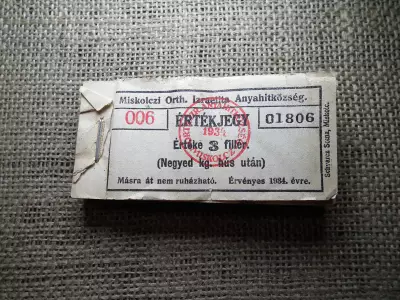 Miskolczi Orth. Izraelita Anyahitközség.
006
ÉRTÉKJEGY
01806
1934
Értéke 3 fillér.
(Negyed kg. hús után)
Másra át nem ruházható. Érvényes 1934. évre.
MISKOLCZ